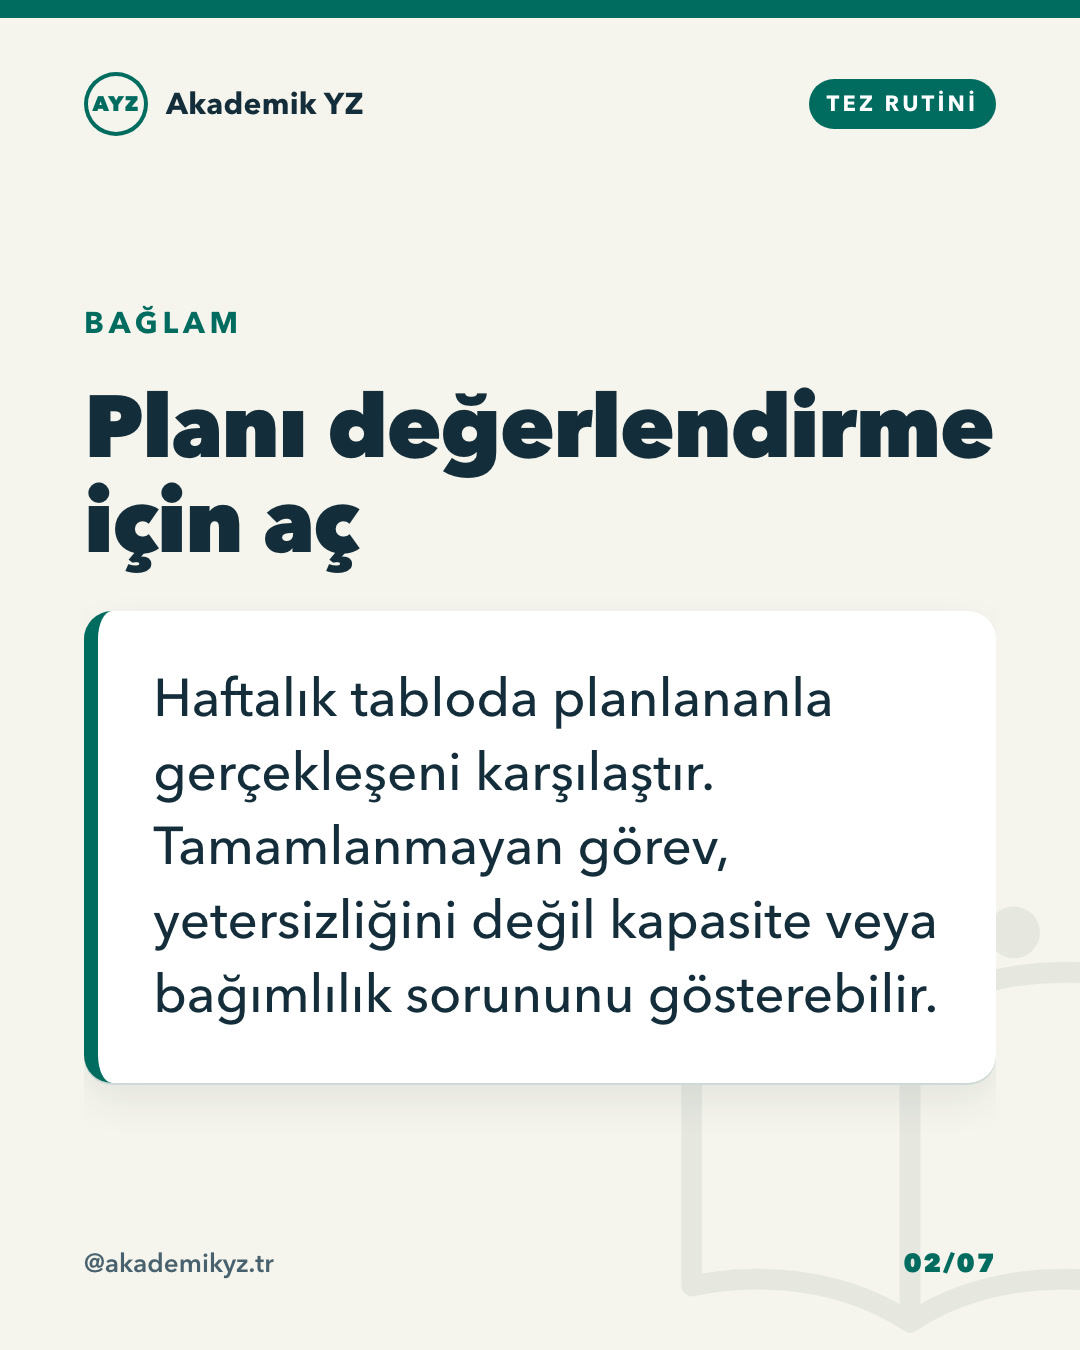 AYZ Akademik YZ
TEZ RUTİNİ
BAĞLAM
Planı değerlendirme
için aç
Haftalık tabloda planlananla
gerçekleşeni karşılaştır.
Tamamlanmayan görev,
yetersizliğini değil kapasite veya
bağımlılık sorununu gösterebilir.
@akademikyz.tr
02/07